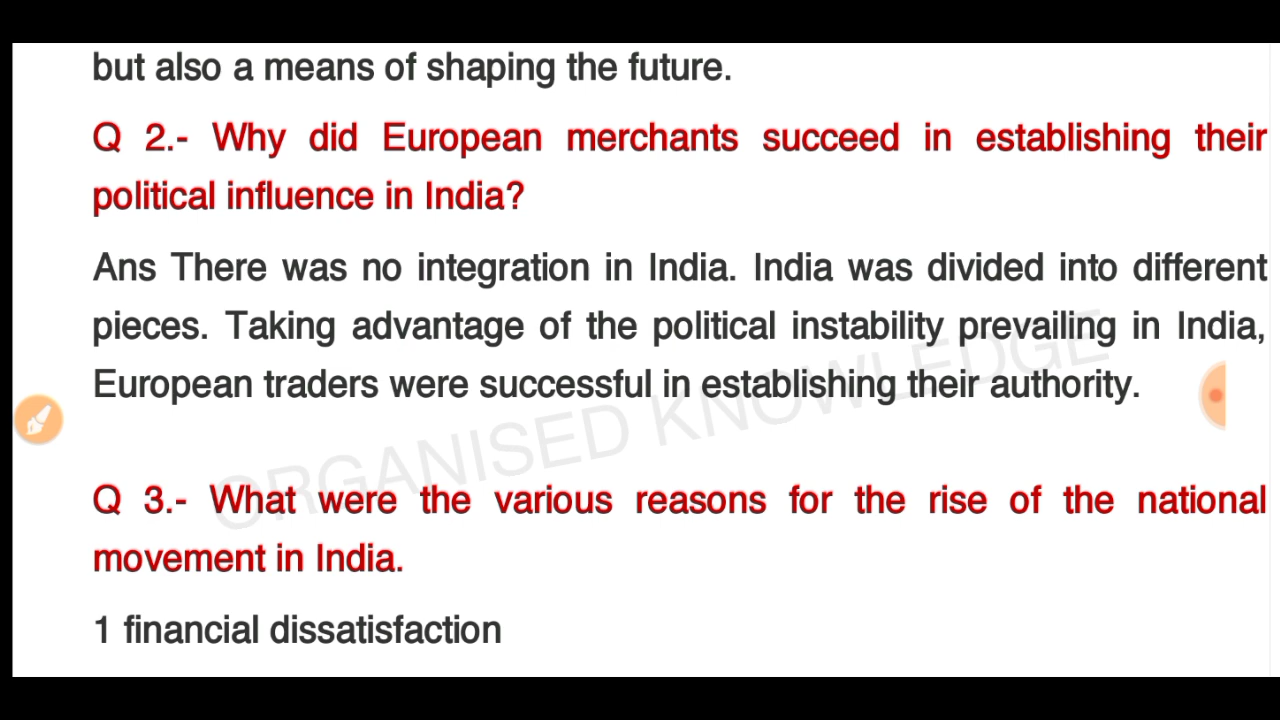 but also a means of shaping the future.
Q 2.- Why did European merchants succeed in establishing their
political influence in India?
Ans There was no integration in India. India was divided into different
pieces. Taking advantage of the political instability prevailing in India,
European traders were successful in establishing their authority.
ORGANISED KNOWLEDGE
Q 3.- What were the various reasons for the rise of the national
movement in India.
1 financial dissatisfaction